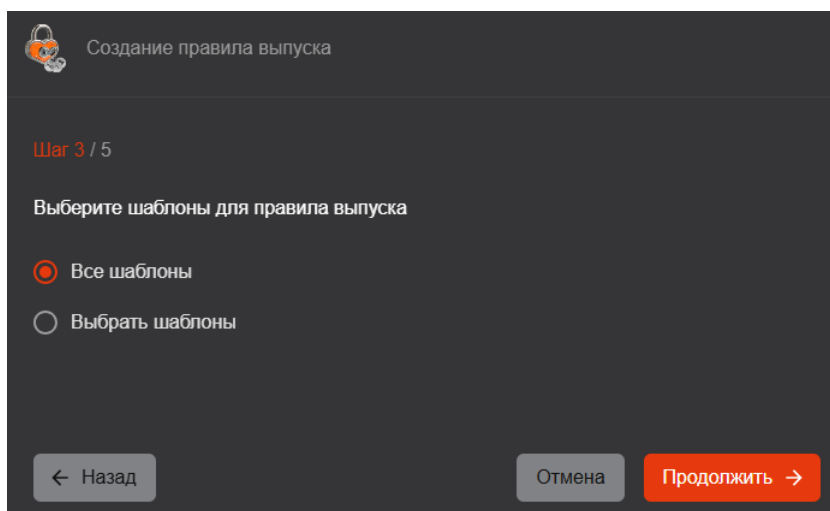 Создание правила выпуска
Шаг 3 / 5
Выберите шаблоны для правила выпуска
Все шаблоны
Выбрать шаблоны
← Назад
Отмена
Продолжить →